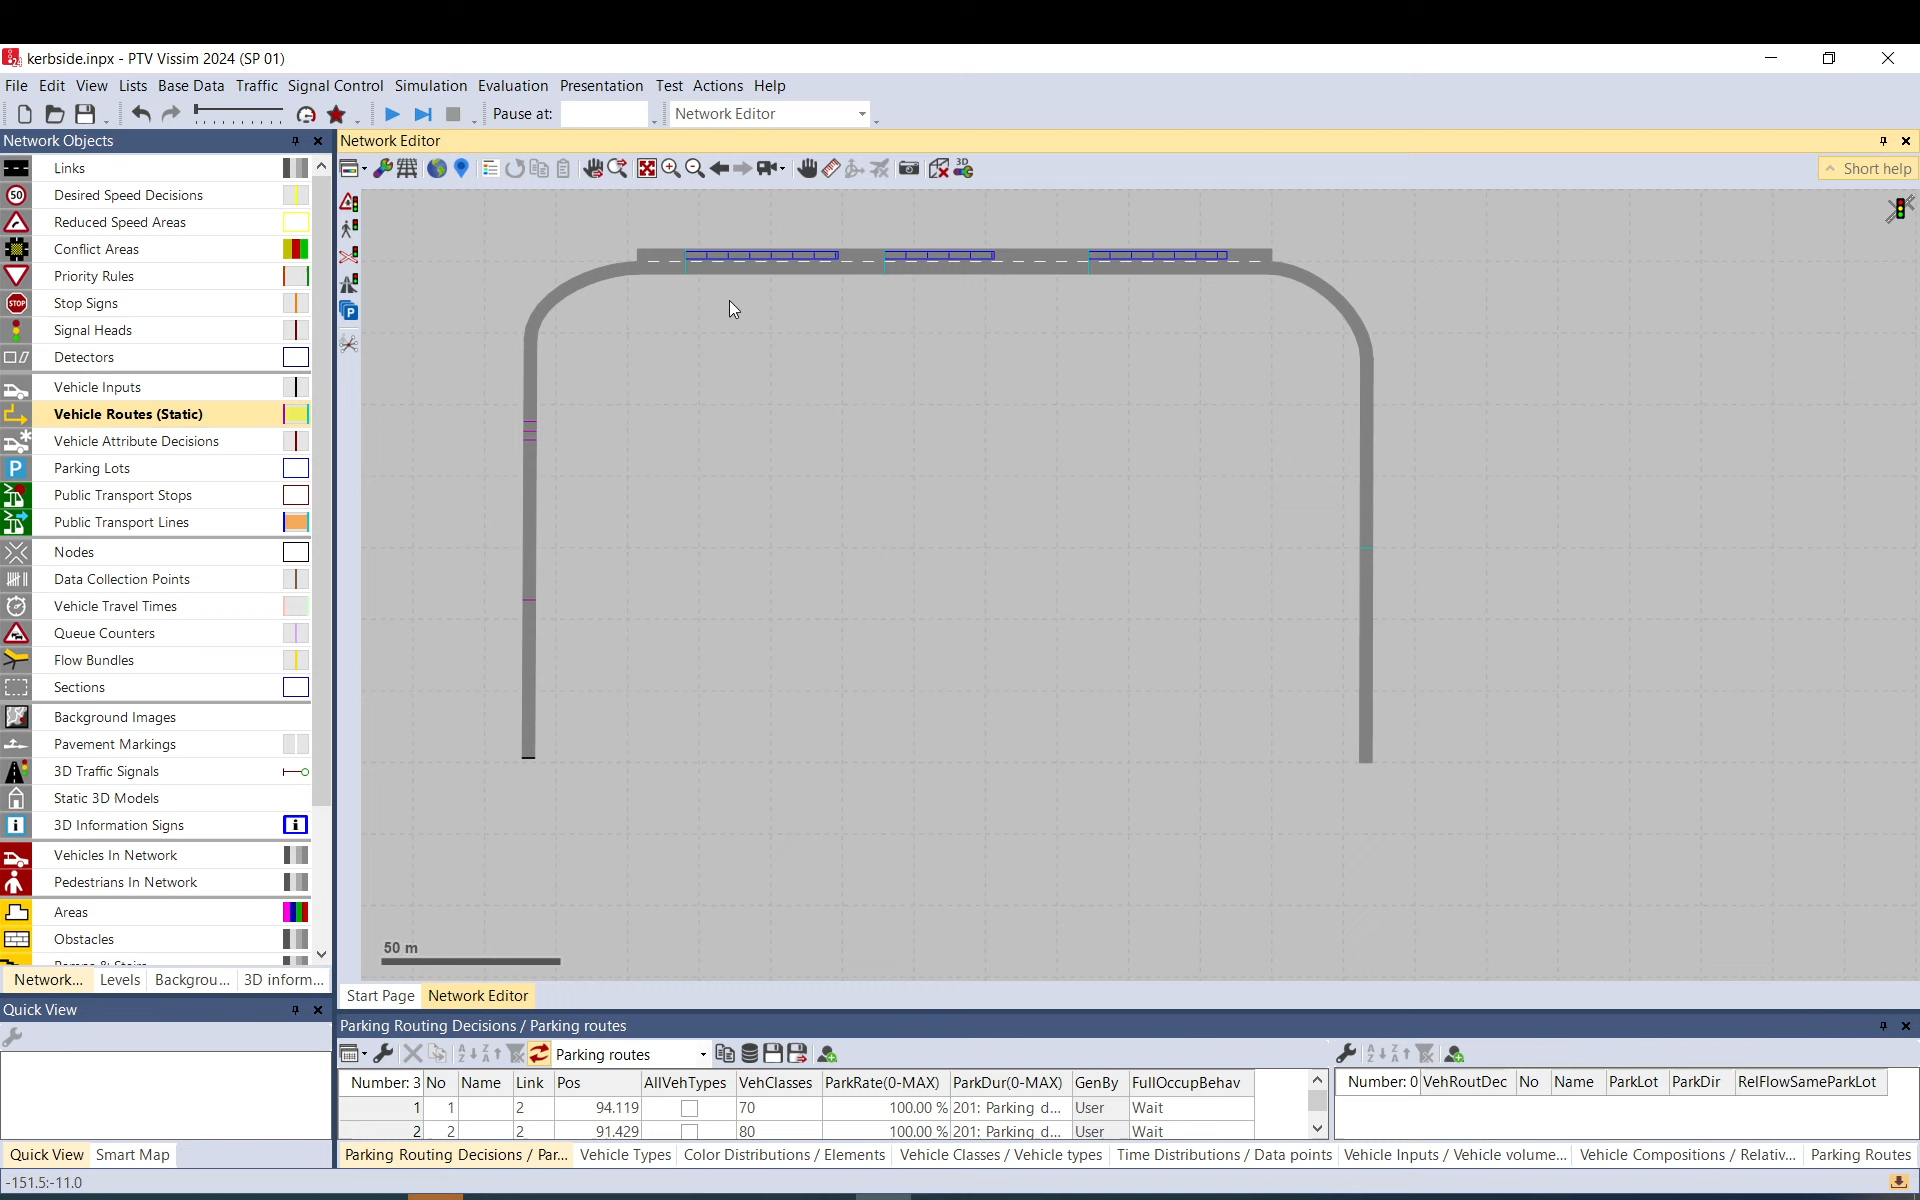 kerbside.inpx - PTV Vissim 2024 (SP 01)
File Edit View Lists Base Data Traffic Signal Control Simulation Evaluation Presentation Test Actions Help
Pause at: Network Editor
Network Objects
Network Editor
Short help
Links
50 Desired Speed Decisions
Reduced Speed Areas
Conflict Areas
Priority Rules
STOP Stop Signs
Signal Heads
Detectors
Vehicle Inputs
Vehicle Routes (Static)
Vehicle Attribute Decisions
P Parking Lots
Public Transport Stops
Public Transport Lines
Nodes
Data Collection Points
Vehicle Travel Times
Queue Counters
Flow Bundles
Sections
Background Images
Pavement Markings
3D Traffic Signals
Static 3D Models
3D Information Signs
Vehicles In Network
Pedestrians In Network
Areas
Obstacles
50 m
Network... Levels Backgrou... 3D inform...
Start Page Network Editor
Quick View
Parking Routing Decisions / Parking routes
Parking routes
Number: 3 No Name Link Pos AllVehTypes VehClasses ParkRate(0-MAX) ParkDur(0-MAX) GenBy FullOccupBehav
1 1 2 94.119 70 100.00 % 201: Parking d... User Wait
2 2 2 91.429 80 100.00 % 201: Parking d... User Wait
Number: 0 VehRoutDec No Name ParkLot ParkDir RelFlowSameParkLot
Quick View Smart Map
Parking Routing Decisions / Par... Vehicle Types Color Distributions / Elements Vehicle Classes / Vehicle types Time Distributions / Data points Vehicle Inputs / Vehicle volume... Vehicle Compositions / Relativ... Parking Routes
-151.5:-11.0